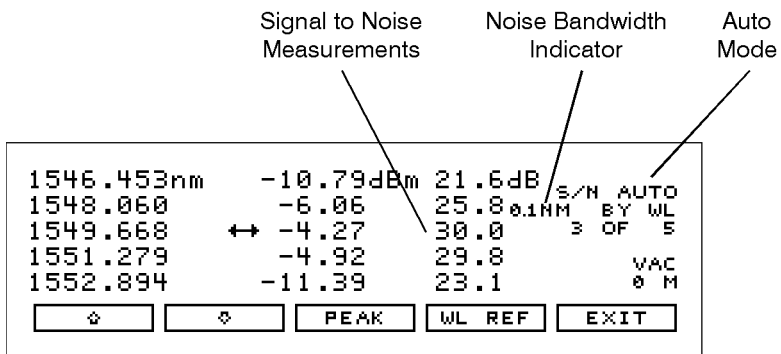 Signal to Noise Measurements
Noise Bandwidth Indicator
Auto Mode
1546.453nm -10.79dBm 21.6dB S/N AUTO
1548.060 -6.06 25.8 0.1NM BY WL
1549.668 ↔ -4.27 30.0 3 OF 5
1551.279 -4.92 29.8 VAC
1552.894 -11.39 23.1 0 M
PEAK WL REF EXIT